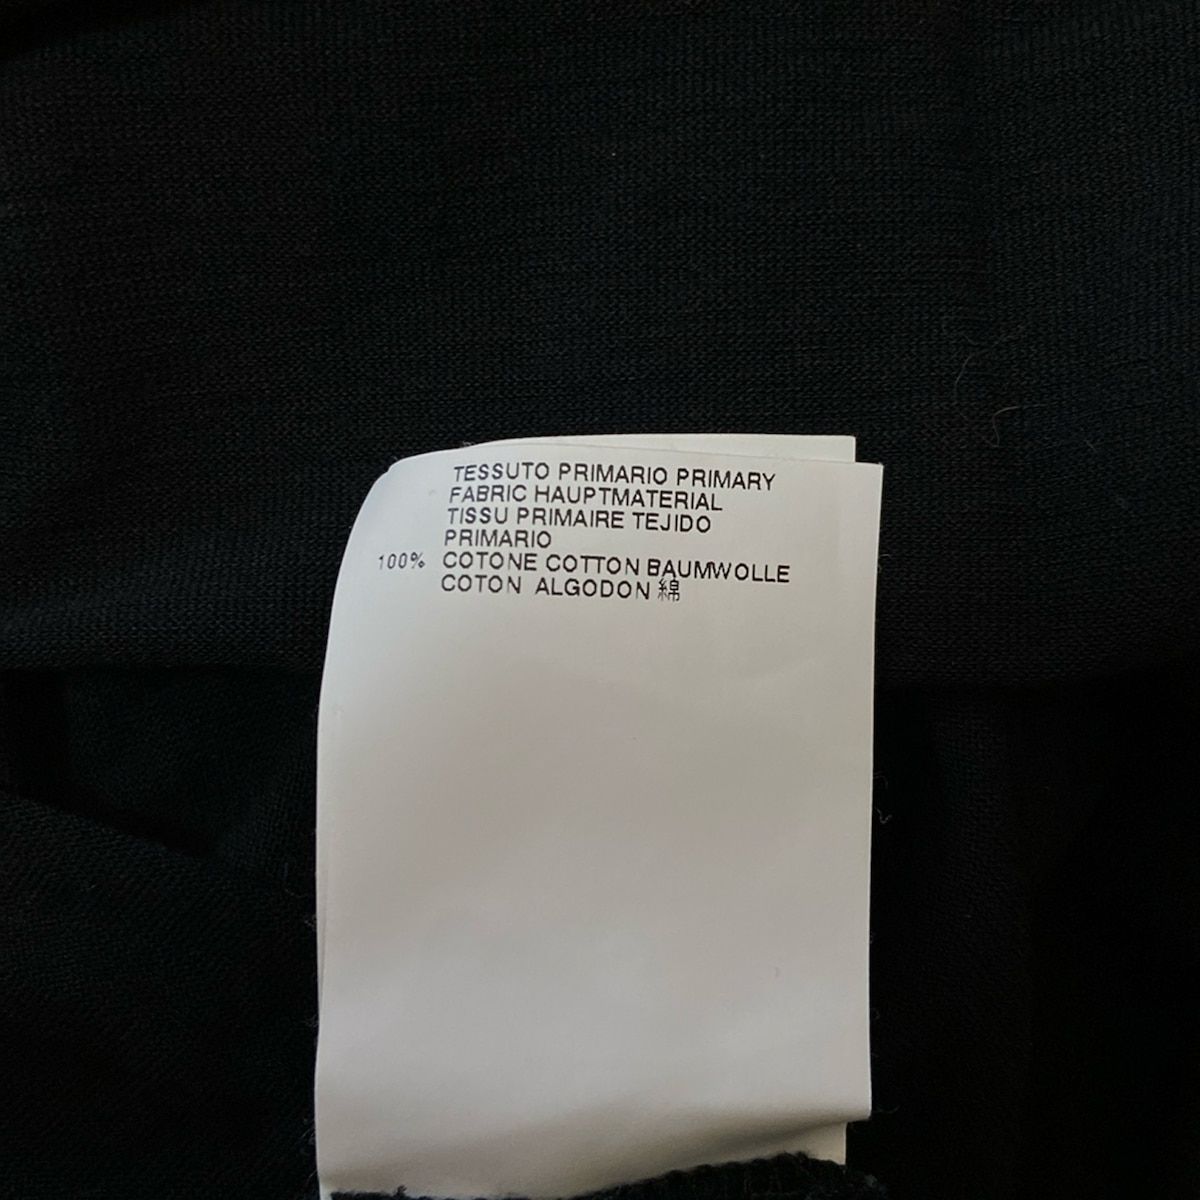 TESSUTO PRIMARIO PRIMARY
FABRIC HAUPTMATERIAL
TISSU PRIMAIRE TEJIDO
PRIMARIO
100% COTONE COTTON BAUMWOLLE
COTON ALGODON 綿